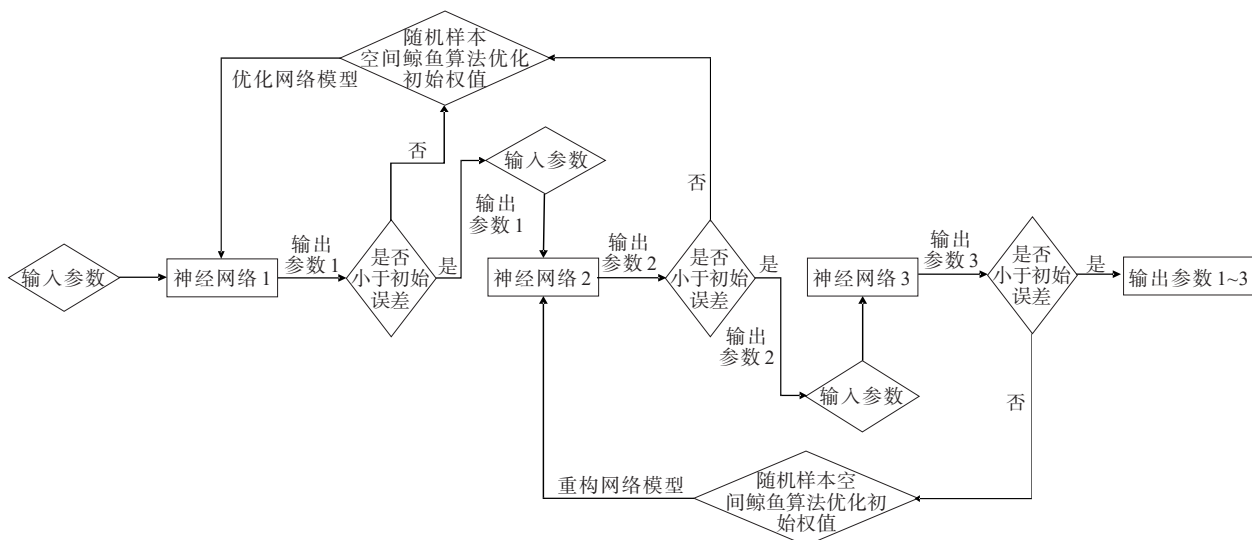 随机样本
空间鲸鱼算法优化
初始权值
优化网络模型
否
输入参数
否
输出
参数1
输出
参数1
是否
小于初始
误差
是
输入参数
神经网络1
神经网络2
输出
参数2
是否
小于初始
误差
是
输出
参数2
神经网络3
输出
参数3
是否
小于初始
误差
是
输出参数1~3
输入参数
否
重构网络模型
随机样本空
间鲸鱼算法优化初
始权值